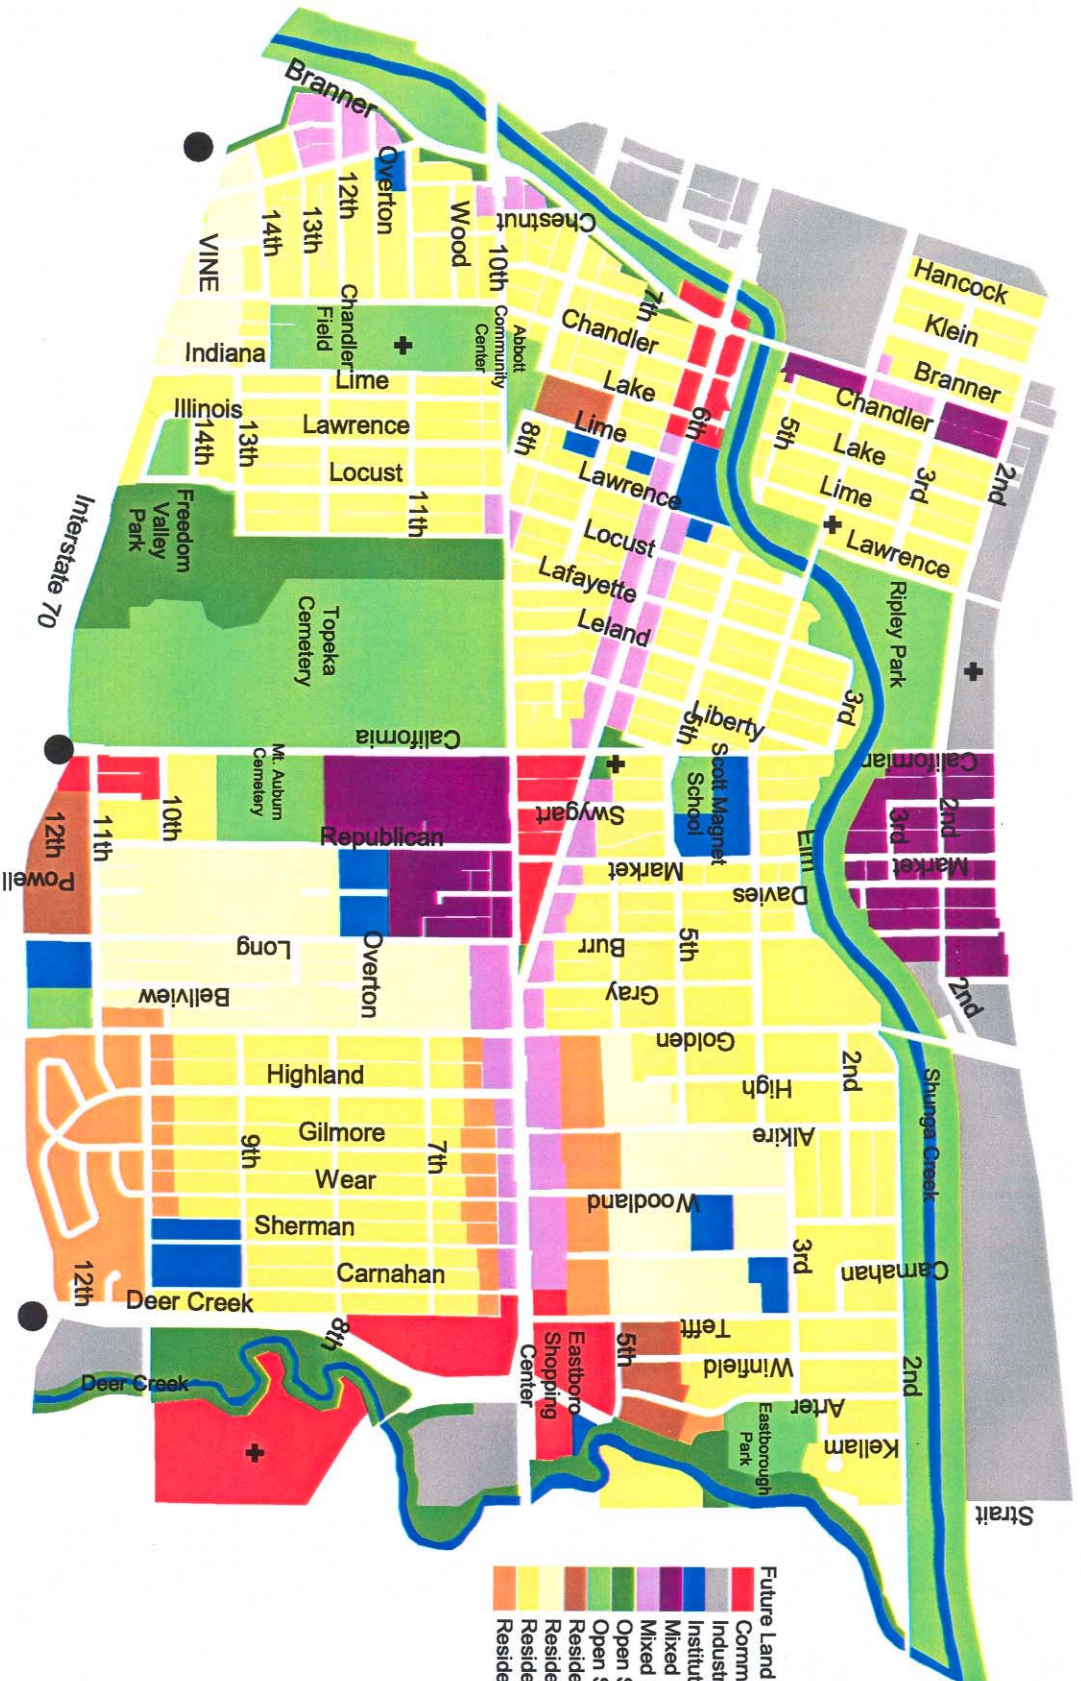 Branner
Overton
12th
13th
14th
VINE
Wood
10th
Chestnut
7th
Chandler
Field
Abbott
Community
Center
Indiana
Lime
Illinois
14th
13th
Lawrence
Locust
11th
Chandler
Lake
Lime
8th
Lawrence
6th
Locust
Lafayette
Leland
Hancock
Klein
Branner
Chandler
5th
Lake
3rd
2nd
Lime
Lawrence
Ripley Park
3rd
Liberty
5th
Freedom
Valley
Park
Interstate 70
Topeka
Cemetery
California
Mt. Auburn
Cemetery
Scott Magnet
School
Swygart
Elm
California
2nd
3rd
Market
Republican
10th
11th
12th
Powell
Market
Davies
Long
Overton
Burr
5th
Bellview
Gray
2nd
Golden
Highland
High
2nd
Shunga Creek
Gilmore
Alkire
9th
7th
Wear
Woodland
Sherman
3rd
Carnahan
12th
Carnahan
Deer Creek
8th
Tefft
5th
Winfield
2nd
Eastboro
Shopping
Center
Deer Creek
Arter
Eastborough
Park
Kellam
Strait
Future Land
Comm
Industr
Institut
Mixed
Mixed
Open S
Open S
Reside
Reside
Reside
Reside